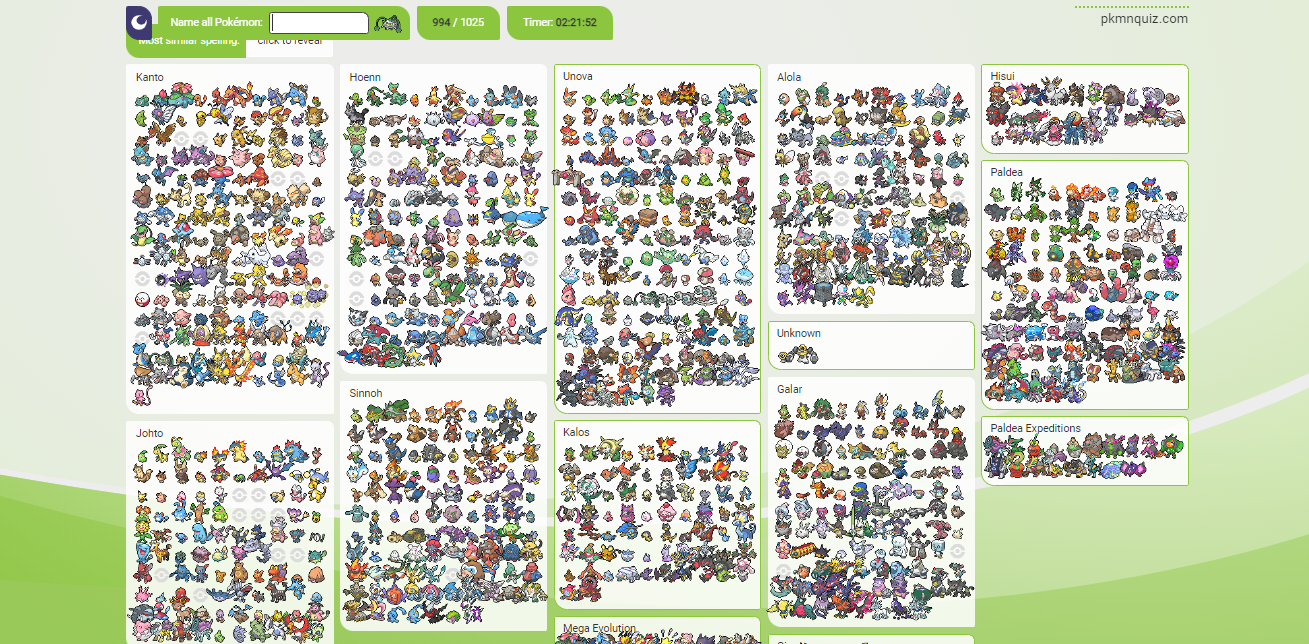 Name all Pokémon:
994 / 1025
Timer: 02:21:52
pkmnquiz.com
Most similar spelling:
click to reveal
Kanto
Hoenn
Unova
Alola
Hisui
Paldea
Unknown
Galar
Sinnoh
Kalos
Paldea Expeditions
Johto
Mega Evolution